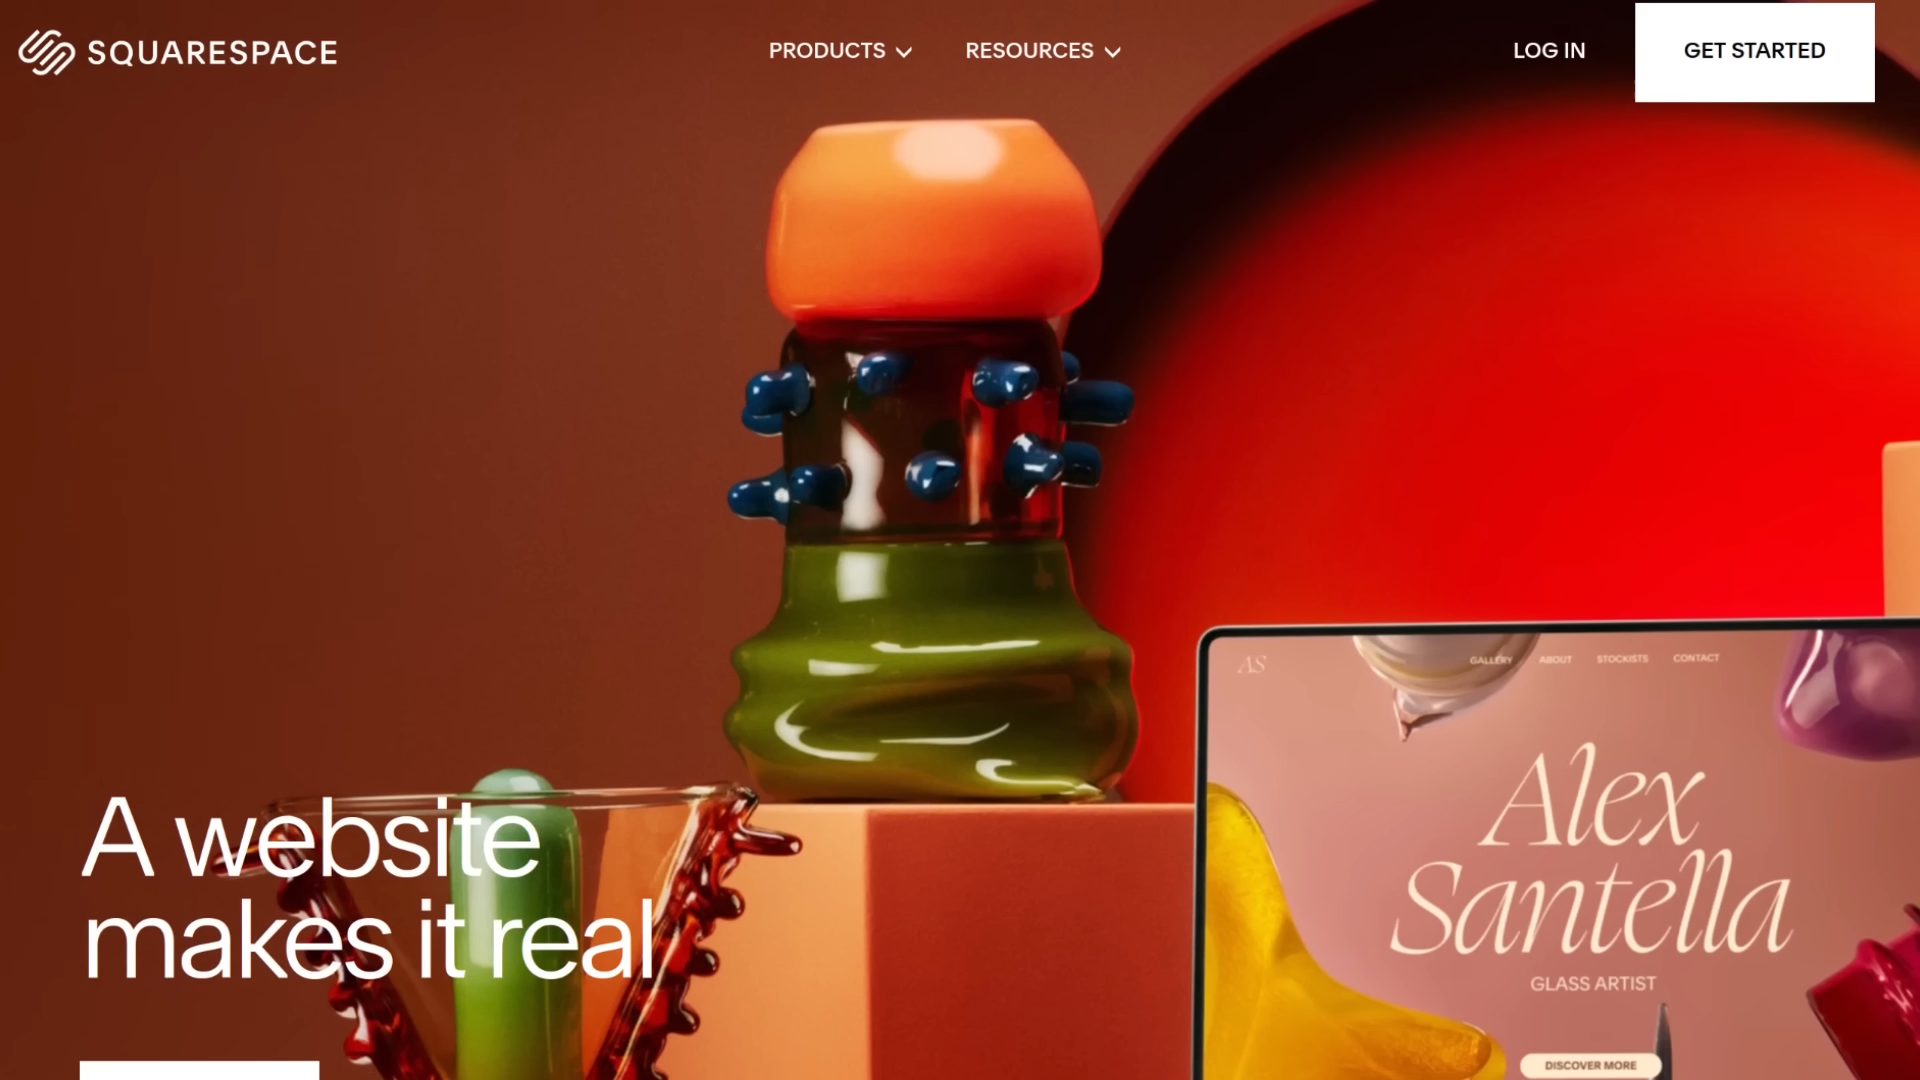 SQUARESPACE
PRODUCTS
RESOURCES
LOG IN
GET STARTED
A website
makes it real
AS
GALLERY
ABOUT
STOCKISTS
CONTACT
Alex
Santella
GLASS ARTIST
DISCOVER MORE